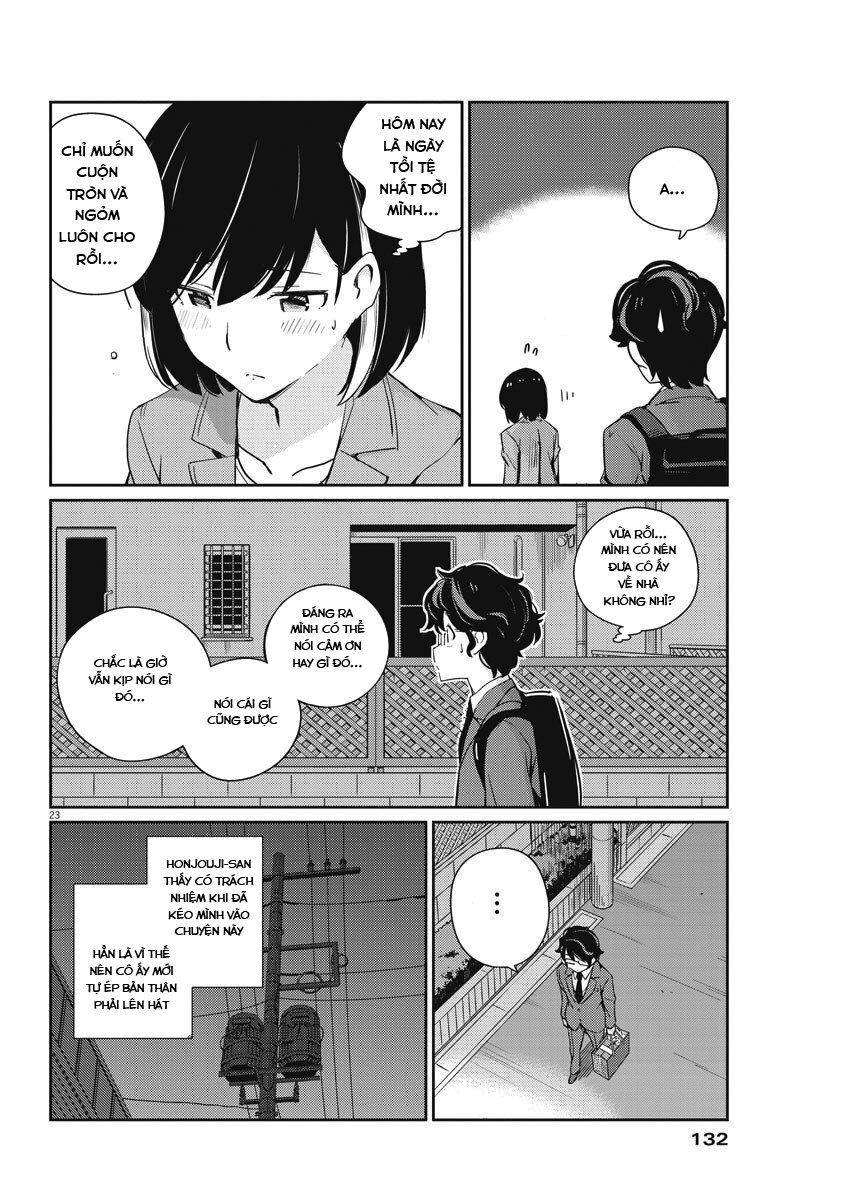 A...
HÔM NAY
LÀ NGÀY
TỒI TỆ
NHẤT ĐỜI
MÌNH...
CHỈ MUỐN
CUỘN
TRÒN VÀ
NGỎM
LUÔN CHO
RỒI...
VỪA RỒI...
MÌNH CÓ NÊN
ĐƯA CÔ ẤY
VỀ NHÀ
KHÔNG NHỈ?
ĐÁNG RA
MÌNH CÓ THỂ
NÓI CẢM ƠN
HAY GÌ ĐÓ...
NÓI CÁI GÌ
CŨNG ĐƯỢC
CHẮC LÀ GIỜ
VẪN KỊP NÓI GÌ
ĐÓ...
23
...
HONJOUJI-SAN
THẤY CÓ TRÁCH
NHIỆM KHI ĐÃ
KÉO MÌNH VÀO
CHUYỆN NÀY
HẲN LÀ VÌ THẾ
NÊN CÔ ẤY MỚI
TỰ ÉP BẢN THÂN
PHẢI LÊN HÁT
132